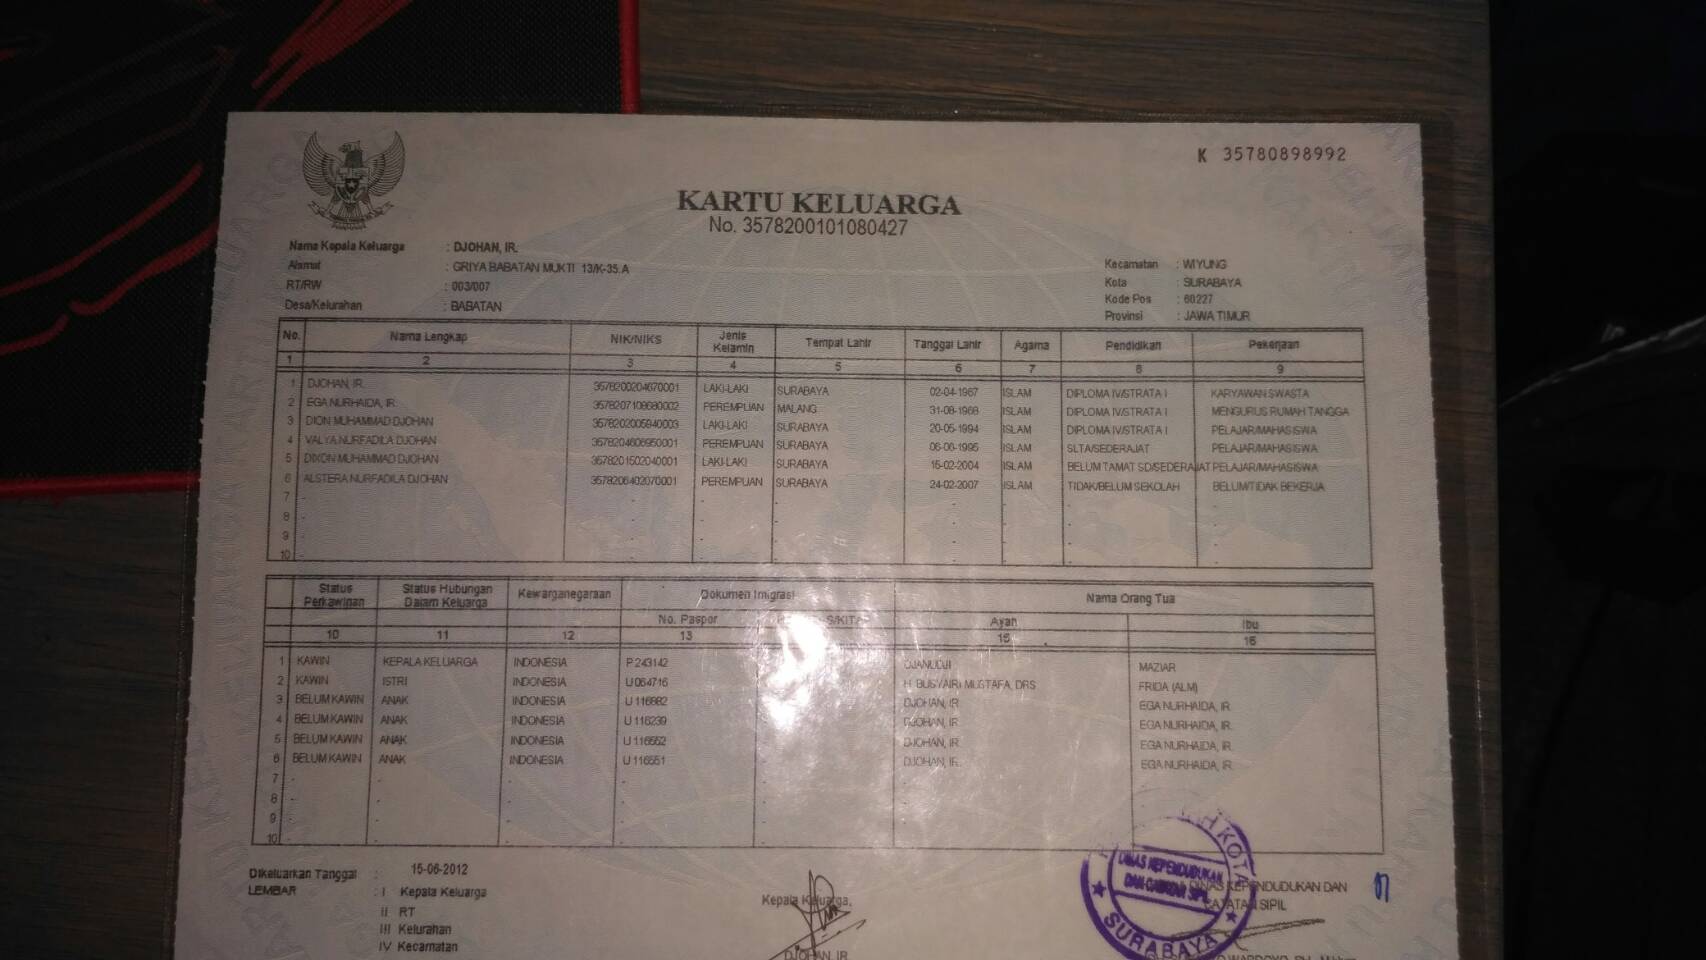 K 35780898992
KARTU KELUARGA
No. 3578200101080427
Nama Kepala Keluarga : DJOHAN, IR.
Alamat : GRIYA BABATAN MUKTI 13/K-35.A
RT/RW : 003/007
Desa/Kelurahan : BABATAN
Kecamatan : WIYUNG
Kota : SURABAYA
Kode Pos : 60227
Provinsi : JAWA TIMUR
No. Nama Lengkap NIK/NIKS Jenis Kelamin Tempat Lahir Tanggal Lahir Agama Pendidikan Pekerjaan
1 2 3 4 5 6 7 8 9
1 DJOHAN, IR. 3578200204670001 LAKI-LAKI SURABAYA 02-04-1967 ISLAM DIPLOMA IV/STRATA I KARYAWAN SWASTA
2 EGA NURHAIDA, IR. 3578207108680002 PEREMPUAN MALANG 31-08-1968 ISLAM DIPLOMA IV/STRATA I MENGURUS RUMAH TANGGA
3 DION MUHAMMAD DJOHAN 3578202005940003 LAKI-LAKI SURABAYA 20-05-1994 ISLAM DIPLOMA IV/STRATA I PELAJAR/MAHASISWA
4 VALYA NURFADILA DJOHAN 3578204606950001 PEREMPUAN SURABAYA 06-06-1995 ISLAM SLTA/SEDERAJAT PELAJAR/MAHASISWA
5 DIXON MUHAMMAD DJOHAN 3578201502040001 LAKI-LAKI SURABAYA 15-02-2004 ISLAM BELUM TAMAT SD/SEDERAJAT PELAJAR/MAHASISWA
6 ALSTERA NURFADILA DJOHAN 3578206402070001 PEREMPUAN SURABAYA 24-02-2007 ISLAM TIDAK/BELUM SEKOLAH BELUM/TIDAK BEKERJA
7 - - - - - - - -
8 - - - - - - - -
9 - - - - - - - -
10 - - - - - - - -
Status Perkawinan Status Hubungan Dalam Keluarga Kewarganegaraan Dokumen Imigrasi Nama Orang Tua
No. Paspor Ayah Ibu
10 11 12 13 15 16
1 KAWIN KEPALA KELUARGA INDONESIA P 243142 DJANUDJI MAZIAR
2 KAWIN ISTRI INDONESIA U 064716 H. BUSYAIRI MUSTAFA, DRS FRIDA (ALM)
3 BELUM KAWIN ANAK INDONESIA U 116982 DJOHAN, IR. EGA NURHAIDA, IR.
4 BELUM KAWIN ANAK INDONESIA U 116239 DJOHAN, IR. EGA NURHAIDA, IR.
5 BELUM KAWIN ANAK INDONESIA U 116552 DJOHAN, IR. EGA NURHAIDA, IR.
6 BELUM KAWIN ANAK INDONESIA U 116551 DJOHAN, IR. EGA NURHAIDA, IR.
7 - - - - - -
8 - - - - - -
9 - - - - - -
10 - - - - - -
Dikeluarkan Tanggal : 15-06-2012
LEMBAR : I Kepala Keluarga
II RT
III Kelurahan
IV Kecamatan
Kepala Keluarga,
DJOHAN, IR.
DINAS KEPENDUDUKAN DAN
CATATAN SIPIL
H KOTA
DINAS KEPENDUDUKAN
DAN CATATAN SIPIL
SURABAYA